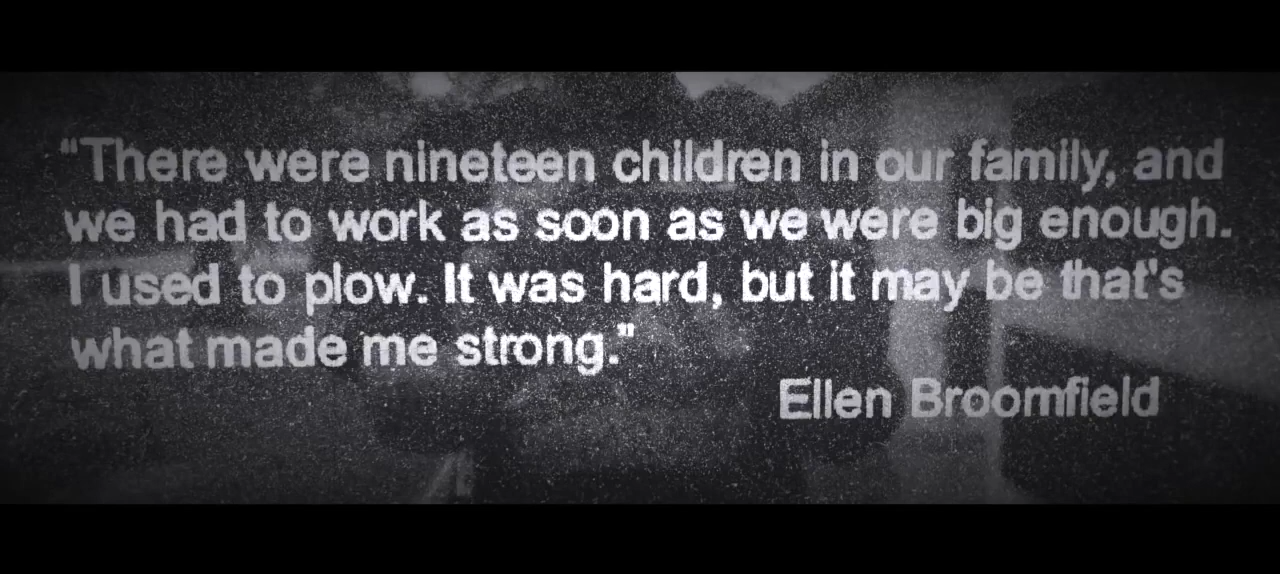 "There were nineteen children in our family, and
we had to work as soon as we were big enough.
I used to plow. It was hard, but it may be that's
what made me strong."
Ellen Broomfield